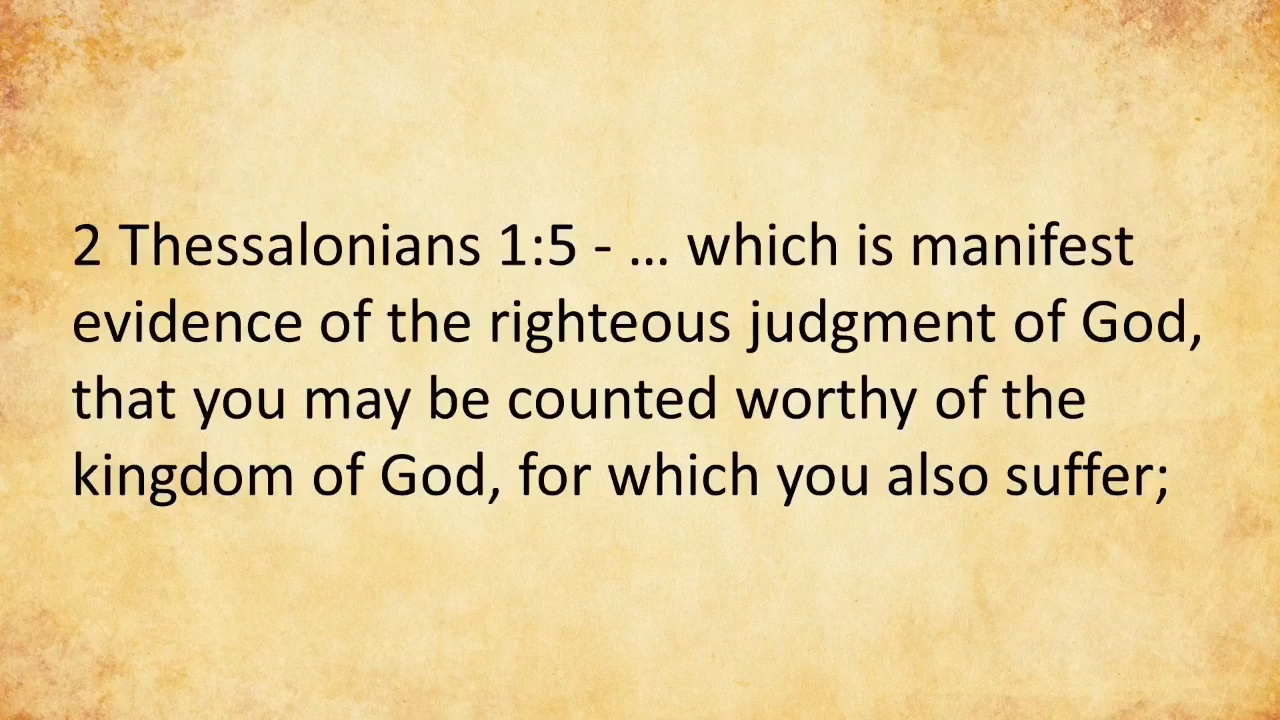 2 Thessalonians 1:5 - … which is manifest
evidence of the righteous judgment of God,
that you may be counted worthy of the
kingdom of God, for which you also suffer;